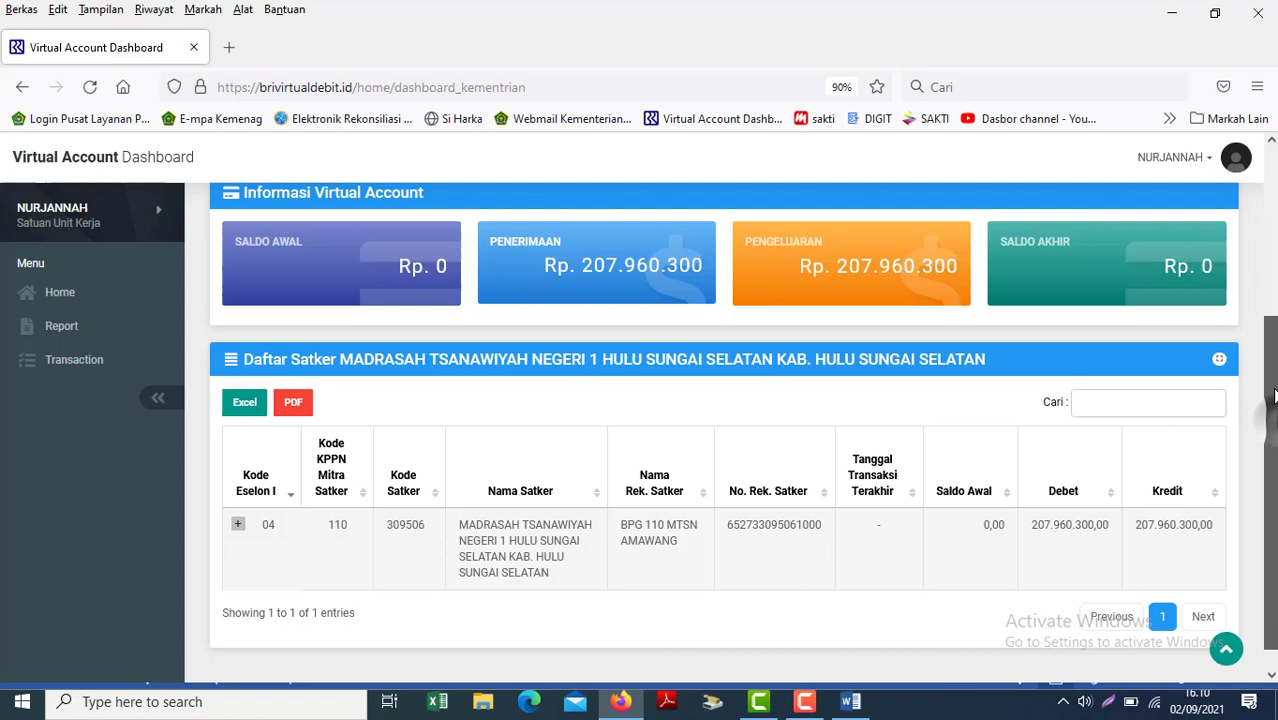 Berkas Edit Tampilan Riwayat Markah Alat Bantuan
Virtual Account Dashboard
https://brivirtualdebit.id/home/dashboard_kementrian 90% Cari
Login Pusat Layanan P... E-mpa Kemenag Elektronik Rekonsiliasi ... Si Harka Webmail Kementerian... Virtual Account Dashb... sakti DIGIT SAKTI Dasbor channel - You... Markah Lain
Virtual Account Dashboard NURJANNAH
NURJANNAH
Satuan Unit Kerja
Menu
Home
Report
Transaction
Informasi Virtual Account
SALDO AWAL PENERIMAAN PENGELUARAN SALDO AKHIR
Rp. 0 Rp. 207.960.300 Rp. 207.960.300 Rp. 0
Daftar Satker MADRASAH TSANAWIYAH NEGERI 1 HULU SUNGAI SELATAN KAB. HULU SUNGAI SELATAN
Excel PDF Cari :
Kode
Eselon I
Kode
KPPN
Mitra
Satker
Kode
Satker
Nama Satker
Nama
Rek. Satker
No. Rek. Satker
Tanggal
Transaksi
Terakhir
Saldo Awal
Debet
Kredit
04 110 309506
MADRASAH TSANAWIYAH
NEGERI 1 HULU SUNGAI
SELATAN KAB. HULU
SUNGAI SELATAN
BPG 110 MTSN
AMAWANG
652733095061000 - 0,00 207.960.300,00 207.960.300,00
Showing 1 to 1 of 1 entries
Previous 1 Next
Activate Windows
Go to Settings to activate Windows.
Type here to search
16.10
02/09/2021